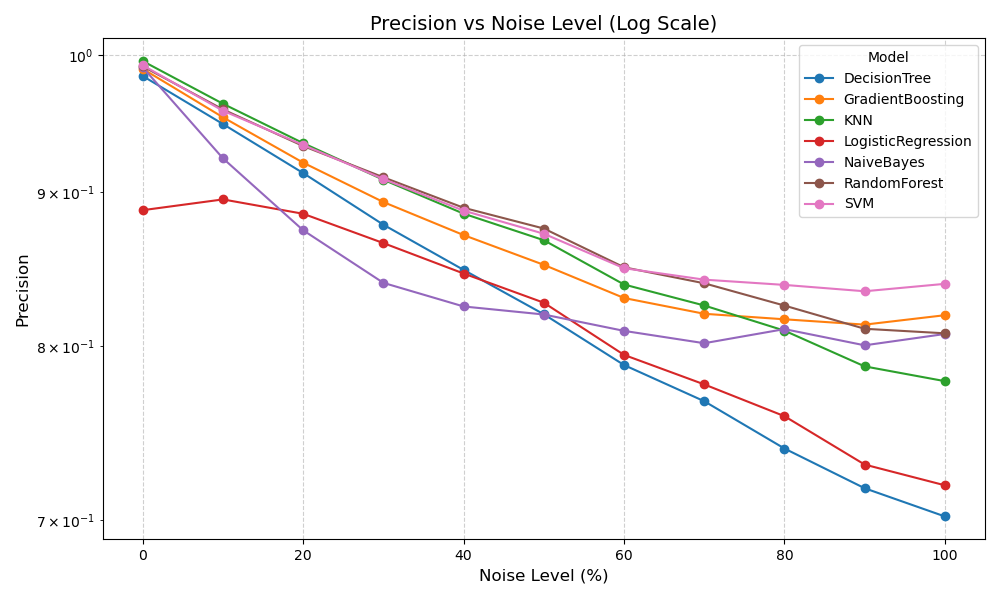 Precision vs Noise Level (Log Scale)
Model
DecisionTree
GradientBoosting
KNN
LogisticRegression
NaiveBayes
RandomForest
SVM
Precision
10⁰
9 × 10⁻¹
8 × 10⁻¹
7 × 10⁻¹
0 20 40 60 80 100
Noise Level (%)